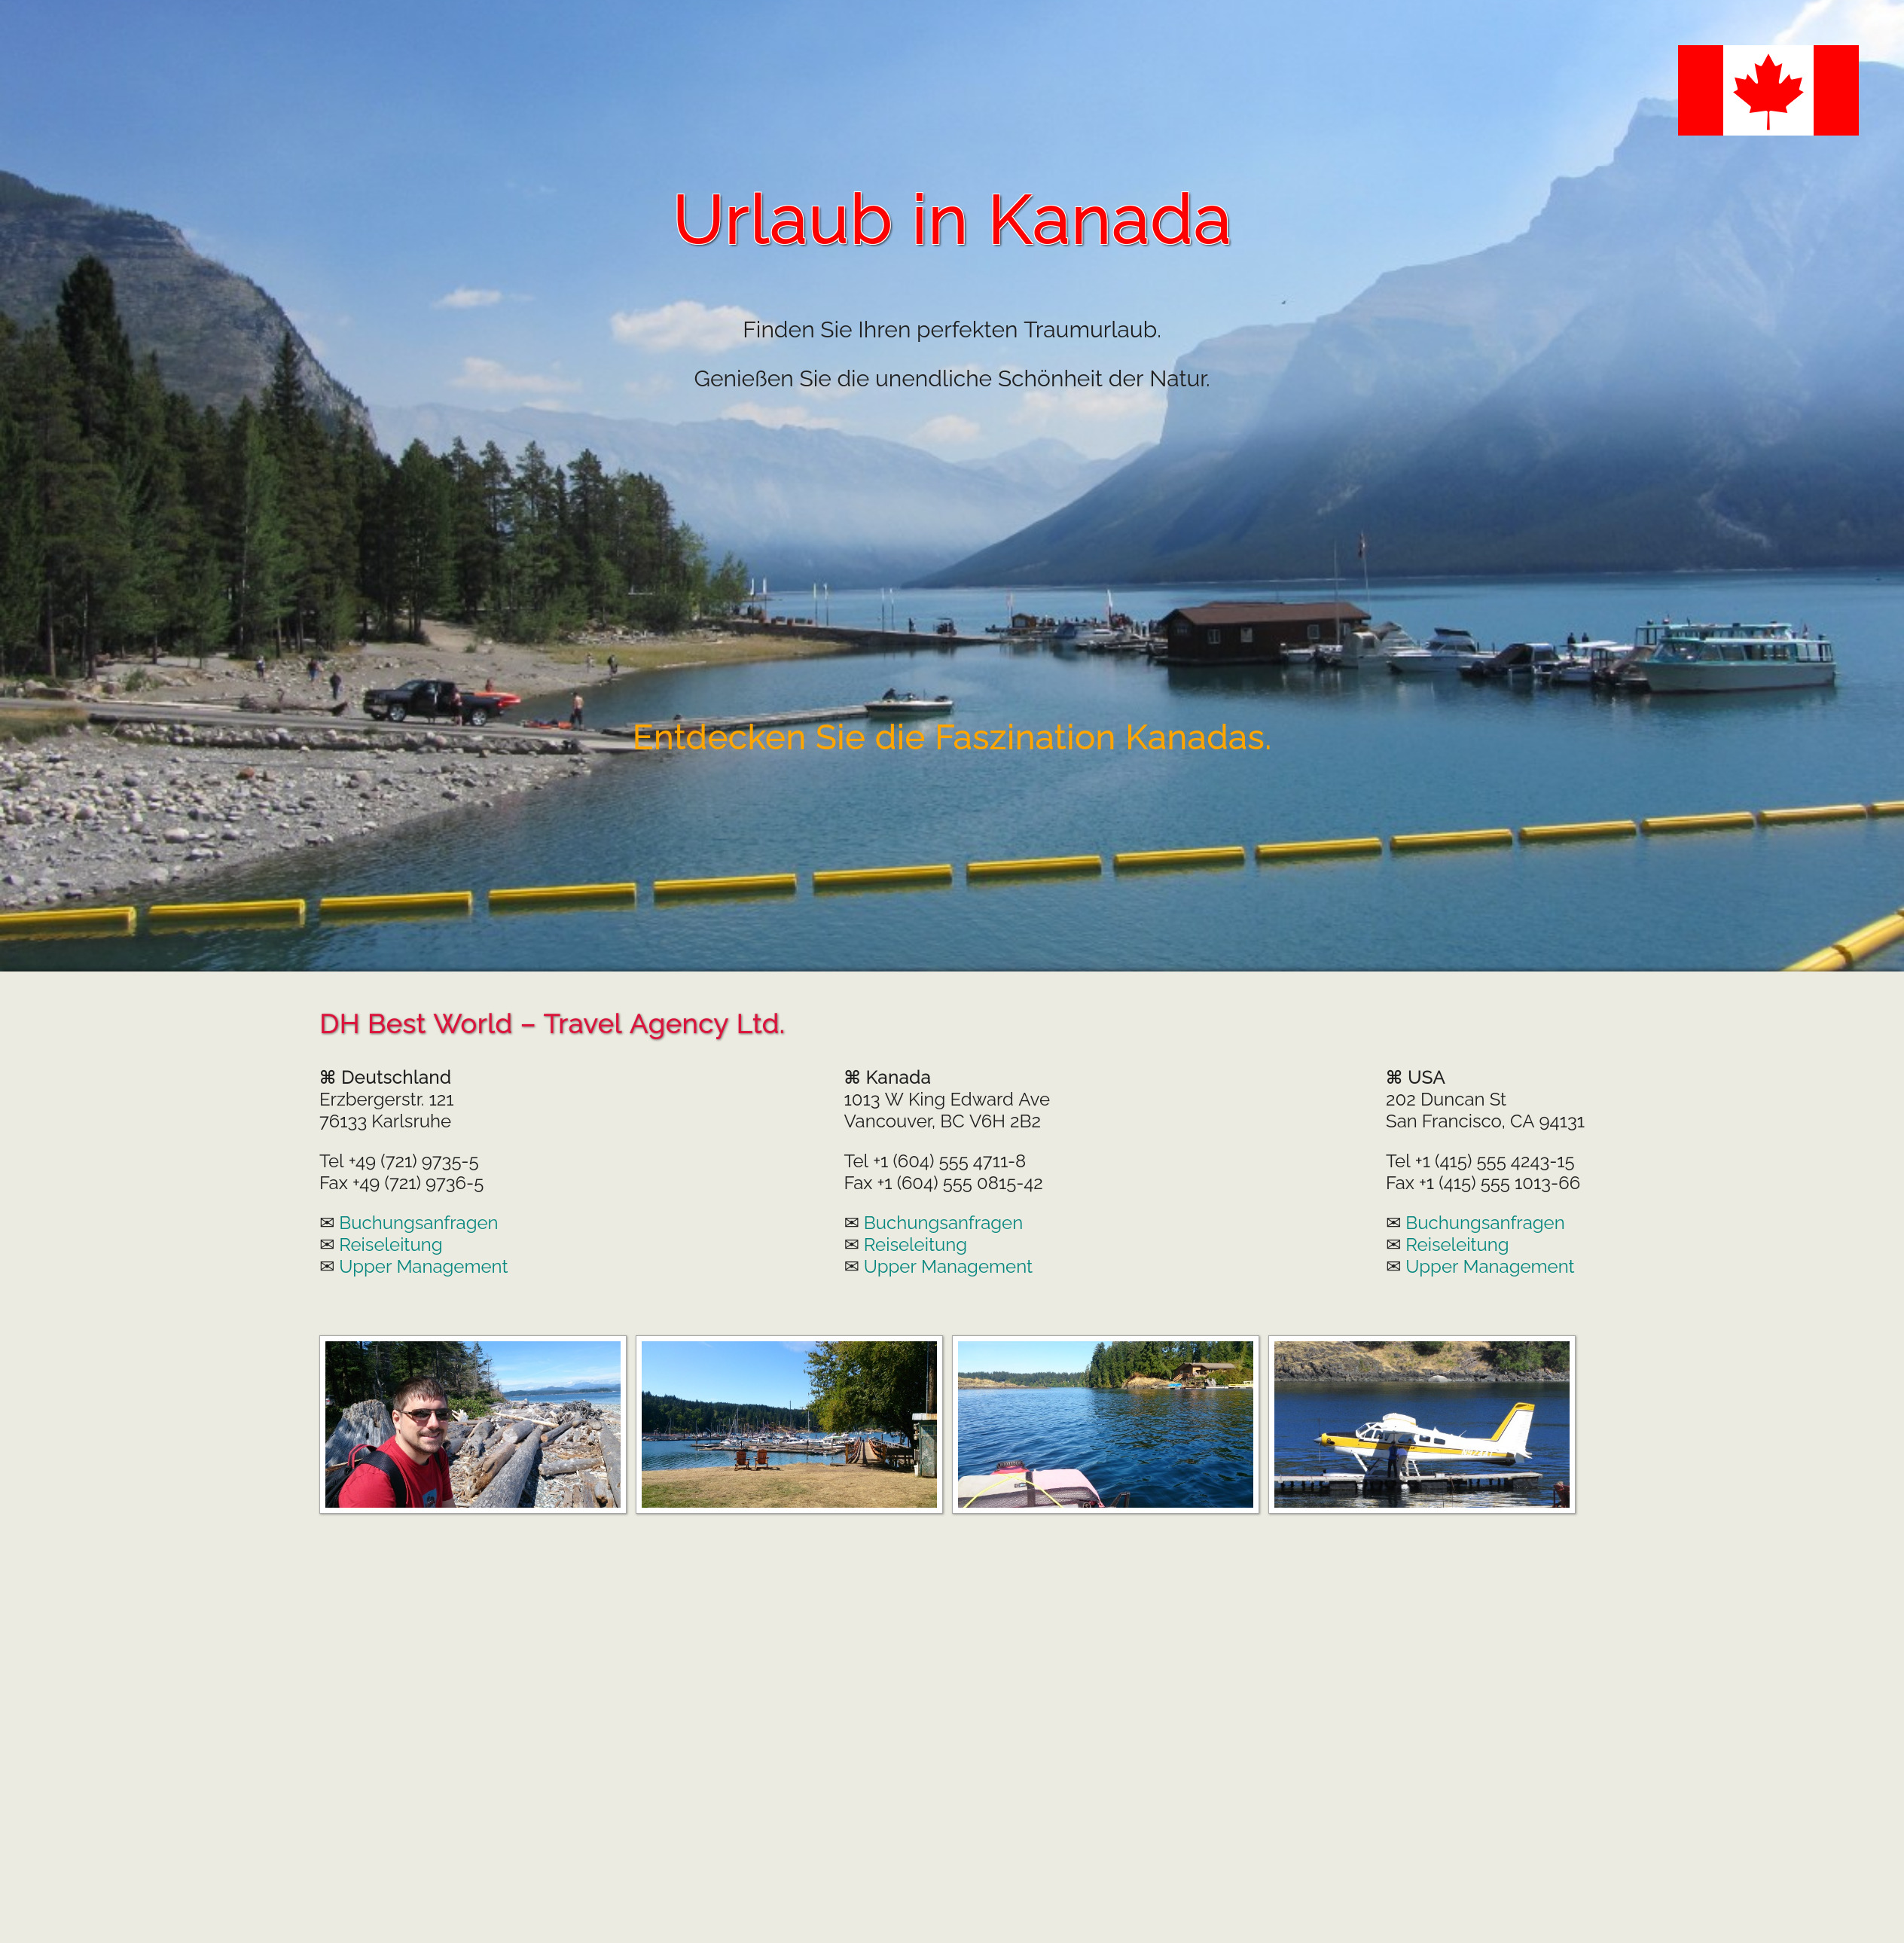 Urlaub in Kanada
Finden Sie Ihren perfekten Traumurlaub.
Genießen Sie die unendliche Schönheit der Natur.
Entdecken Sie die Faszination Kanadas.
DH Best World – Travel Agency Ltd.
⌘ Deutschland
Erzbergerstr. 121
76133 Karlsruhe
Tel +49 (721) 9735-5
Fax +49 (721) 9736-5
✉ Buchungsanfragen
✉ Reiseleitung
✉ Upper Management
⌘ Kanada
1013 W King Edward Ave
Vancouver, BC V6H 2B2
Tel +1 (604) 555 4711-8
Fax +1 (604) 555 0815-42
✉ Buchungsanfragen
✉ Reiseleitung
✉ Upper Management
⌘ USA
202 Duncan St
San Francisco, CA 94131
Tel +1 (415) 555 4243-15
Fax +1 (415) 555 1013-66
✉ Buchungsanfragen
✉ Reiseleitung
✉ Upper Management